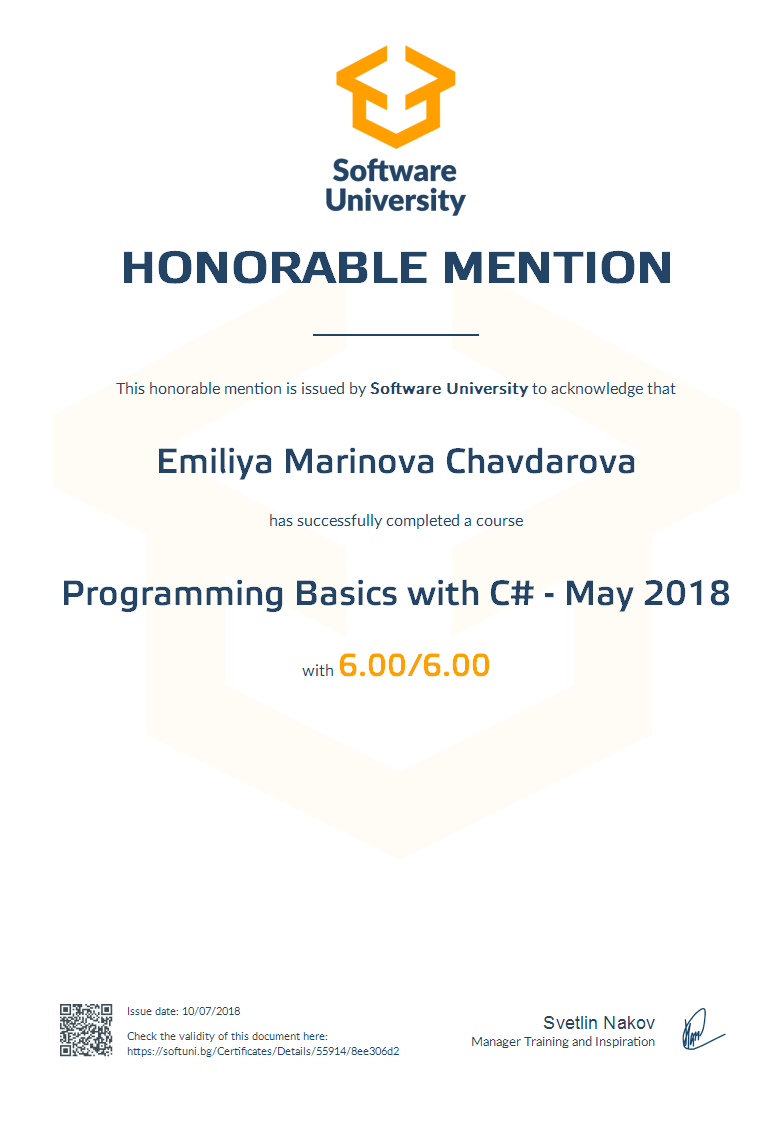 Software
University
HONORABLE MENTION
This honorable mention is issued by Software University to acknowledge that
Emiliya Marinova Chavdarova
has successfully completed a course
Programming Basics with C# - May 2018
with 6.00/6.00
Issue date: 10/07/2018
Check the validity of this document here:
https://softuni.bg/Certificates/Details/55914/8ee306d2
Svetlin Nakov
Manager Training and Inspiration